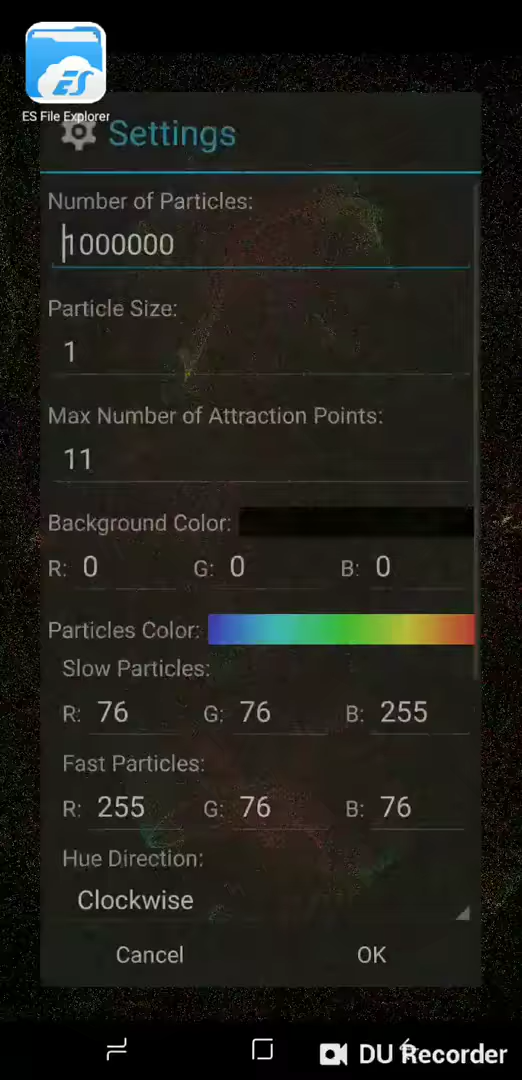 ES
ES File Explorer
Settings
Number of Particles:
1000000
Particle Size:
1
Max Number of Attraction Points:
11
Background Color:
R: 0 G: 0 B: 0
Particles Color:
Slow Particles:
R: 76 G: 76 B: 255
Fast Particles:
R: 255 G: 76 B: 76
Hue Direction:
Clockwise
Cancel OK
DU Recorder